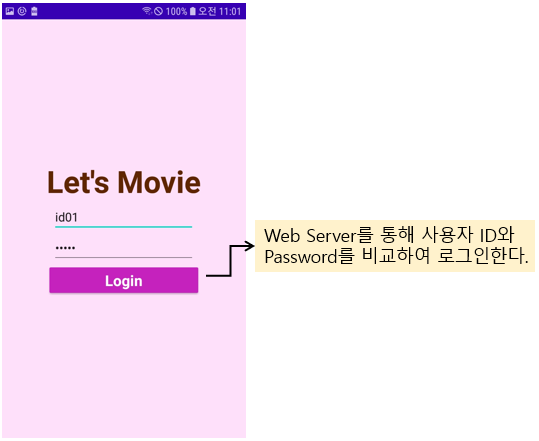 100% 오전 11:01
Let's Movie
id01
•••••
Login
Web Server를 통해 사용자 ID와
Password를 비교하여 로그인한다.